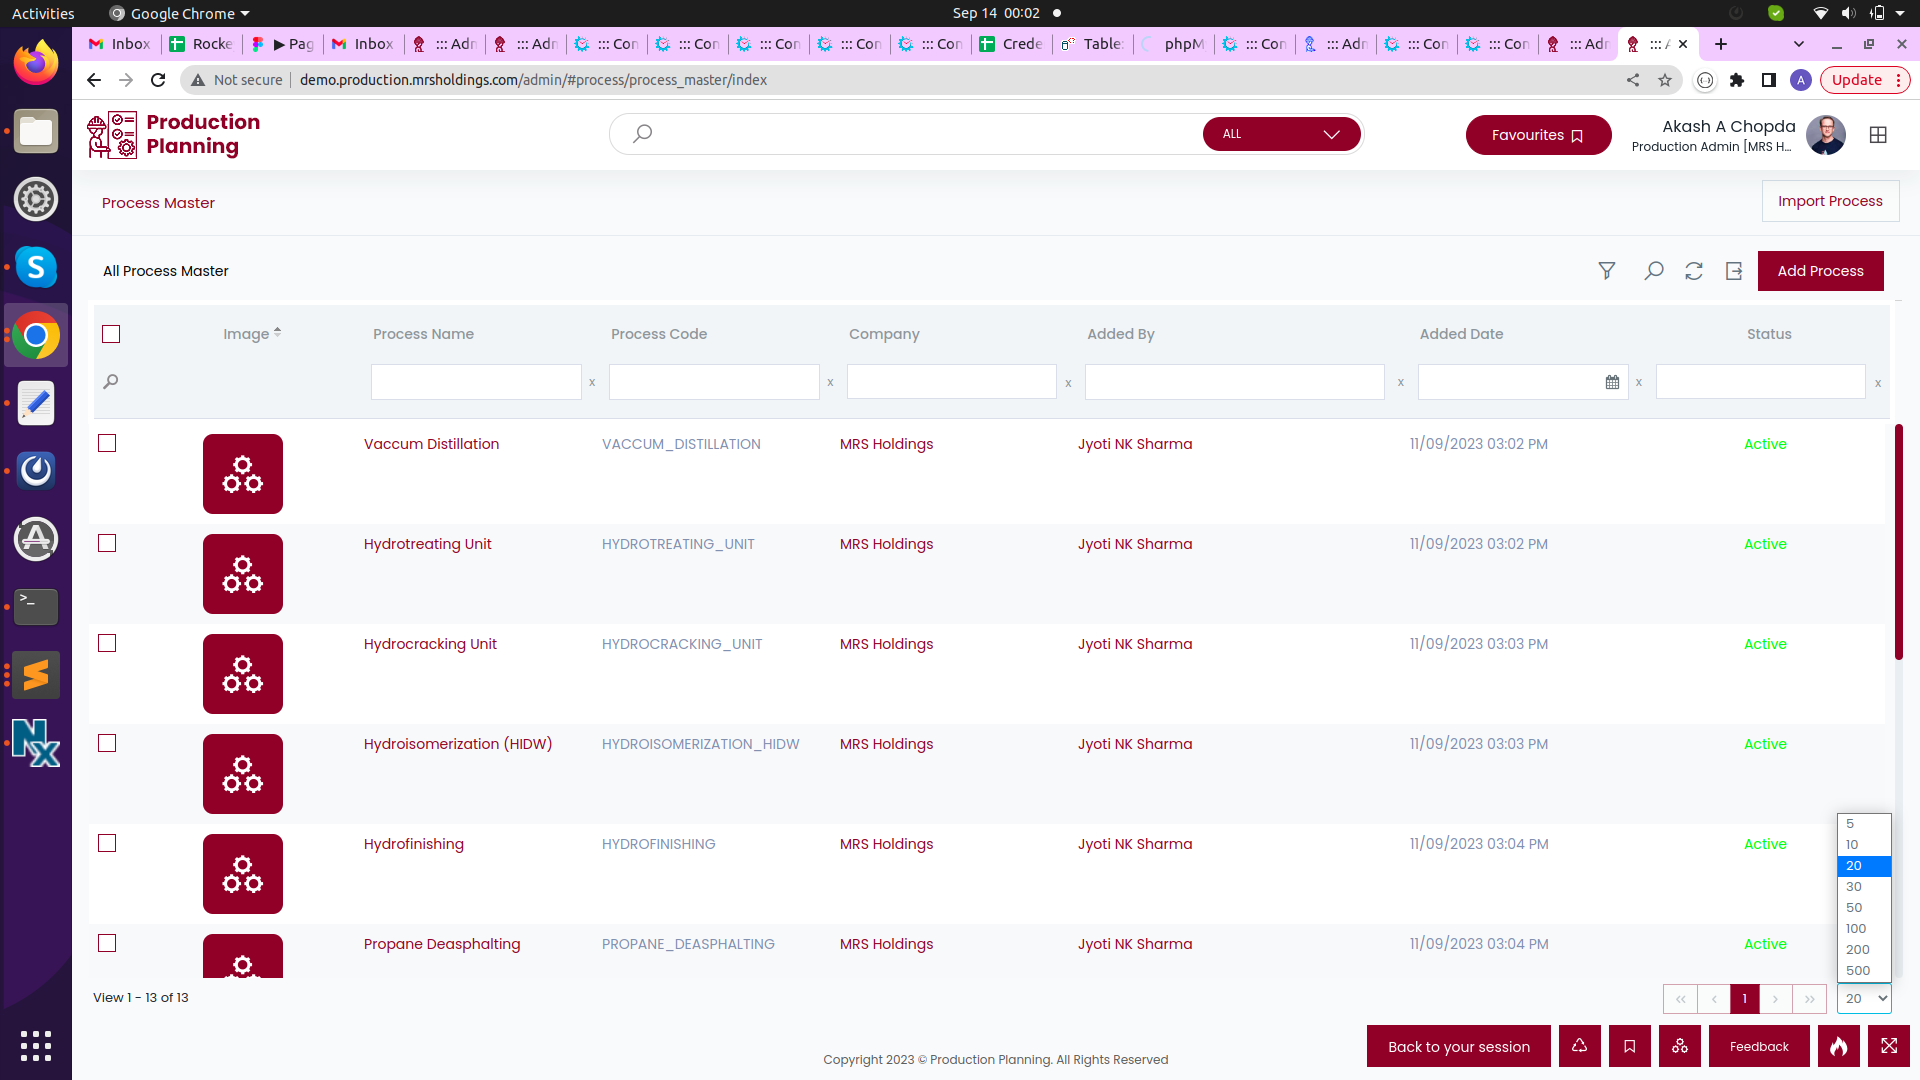 Activities
Google Chrome
Sep 14 00:02
Inbox
Rocke
▶ Pag
Inbox
::: Adn
::: Adn
::: Con
::: Con
::: Con
::: Con
::: Con
Crede
Table:
phpM
::: Con
::: Adn
::: Con
::: Con
::: Adn
::: A
Not secure
demo.production.mrsholdings.com/admin/#process/process_master/index
A
Update
Production
Planning
ALL
Favourites
Akash A Chopda
Production Admin [MRS H...
Process Master
Import Process
All Process Master
Add Process
Image
Process Name
Process Code
Company
Added By
Added Date
Status
x
x
x
x
x
x
Vaccum Distillation
VACCUM_DISTILLATION
MRS Holdings
Jyoti NK Sharma
11/09/2023 03:02 PM
Active
Hydrotreating Unit
HYDROTREATING_UNIT
MRS Holdings
Jyoti NK Sharma
11/09/2023 03:02 PM
Active
Hydrocracking Unit
HYDROCRACKING_UNIT
MRS Holdings
Jyoti NK Sharma
11/09/2023 03:03 PM
Active
Hydroisomerization (HIDW)
HYDROISOMERIZATION_HIDW
MRS Holdings
Jyoti NK Sharma
11/09/2023 03:03 PM
Active
Hydrofinishing
HYDROFINISHING
MRS Holdings
Jyoti NK Sharma
11/09/2023 03:04 PM
Active
Propane Deasphalting
PROPANE_DEASPHALTING
MRS Holdings
Jyoti NK Sharma
11/09/2023 03:04 PM
Active
5
10
20
30
50
100
200
500
View 1 - 13 of 13
1
20
Back to your session
Feedback
Copyright 2023 © Production Planning. All Rights Reserved